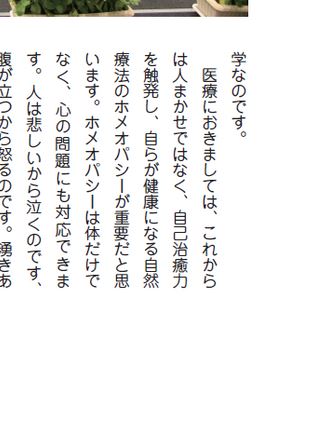 学なのです。
　医療におきましては、これから
は人まかせではなく、自己治癒力
を触発し、自らが健康になる自然
療法のホメオパシーが重要だと思
います。ホメオパシーは体だけで
なく、心の問題にも対応できま
す。人は悲しいから泣くのです、
腹が立つから怒るのです。湧きあ